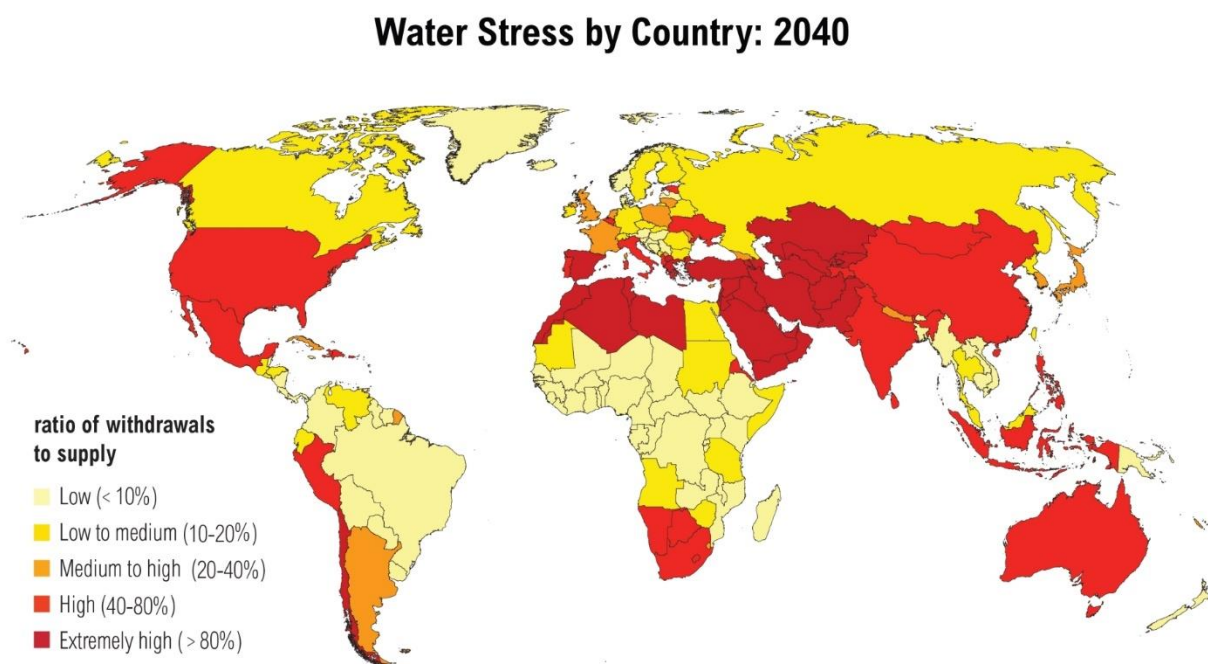 Water Stress by Country: 2040
ratio of withdrawals
to supply
Low (< 10%)
Low to medium (10-20%)
Medium to high (20-40%)
High (40-80%)
Extremely high (> 80%)